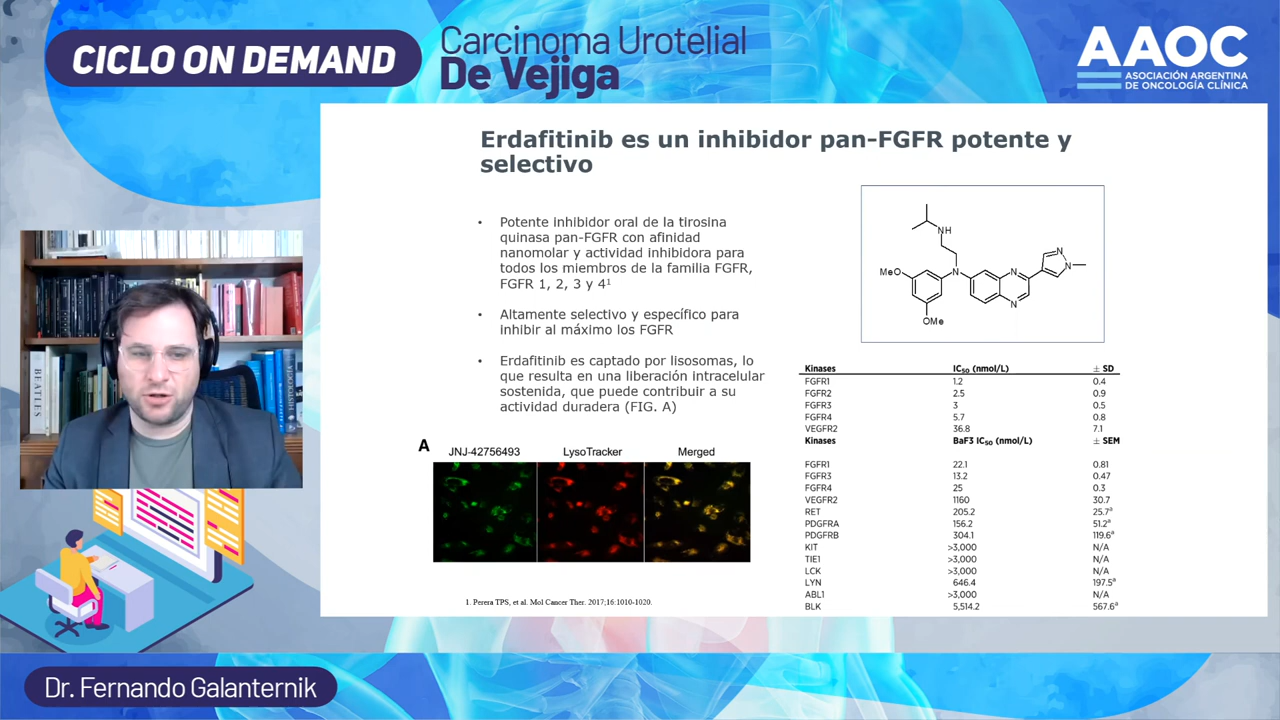 CICLO ON DEMAND
Carcinoma Urotelial
De Vejiga
AAOC
ASOCIACIÓN ARGENTINA
DE ONCOLOGÍA CLÍNICA
Erdafitinib es un inhibidor pan-FGFR potente y
selectivo
• Potente inhibidor oral de la tirosina
quinasa pan-FGFR con afinidad
nanomolar y actividad inhibidora para
todos los miembros de la familia FGFR,
FGFR 1, 2, 3 y 4¹
• Altamente selectivo y específico para
inhibir al máximo los FGFR
• Erdafitinib es captado por lisosomas, lo
que resulta en una liberación intracelular
sostenida, que puede contribuir a su
actividad duradera (FIG. A)
A
JNJ-42756493 LysoTracker Merged
1. Perera TPS, et al. Mol Cancer Ther. 2017;16:1010-1020.
NH
MeO
N
N
N
N
N
OMe
Kinases IC₅₀ (nmol/L) ± SD
FGFR1 1.2 0.4
FGFR2 2.5 0.9
FGFR3 3 0.5
FGFR4 5.7 0.8
VEGFR2 36.8 7.1
Kinases BaF3 IC₅₀ (nmol/L) ± SEM
FGFR1 22.1 0.81
FGFR3 13.2 0.47
FGFR4 25 0.3
VEGFR2 1160 30.7
RET 205.2 25.7ᵃ
PDGFRA 156.2 51.2ᵃ
PDGFRB 304.1 119.6ᵃ
KIT >3,000 N/A
TIE1 >3,000 N/A
LCK >3,000 N/A
LYN 646.4 197.5ᵃ
ABL1 >3,000 N/A
BLK 5,514.2 567.6ᵃ
BEATLES
Dr. Fernando Galanternik